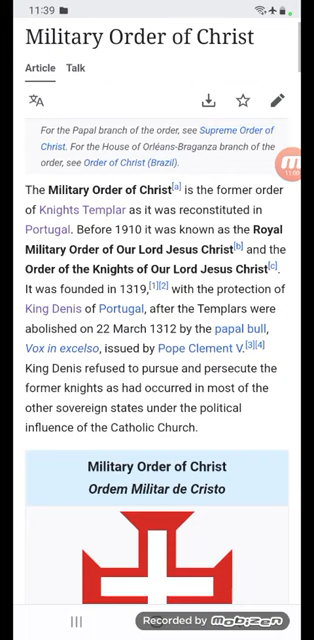 11:39
Military Order of Christ
Article Talk
For the Papal branch of the order, see Supreme Order of
Christ. For the House of Orléans-Braganza branch of the
order, see Order of Christ (Brazil).
11:00
The Military Order of Christ[a] is the former order
of Knights Templar as it was reconstituted in
Portugal. Before 1910 it was known as the Royal
Military Order of Our Lord Jesus Christ[b] and the
Order of the Knights of Our Lord Jesus Christ[c].
It was founded in 1319,[1][2] with the protection of
King Denis of Portugal, after the Templars were
abolished on 22 March 1312 by the papal bull,
Vox in excelso, issued by Pope Clement V.[3][4]
King Denis refused to pursue and persecute the
former knights as had occurred in most of the
other sovereign states under the political
influence of the Catholic Church.
Military Order of Christ
Ordem Militar de Cristo
Recorded by mobizen